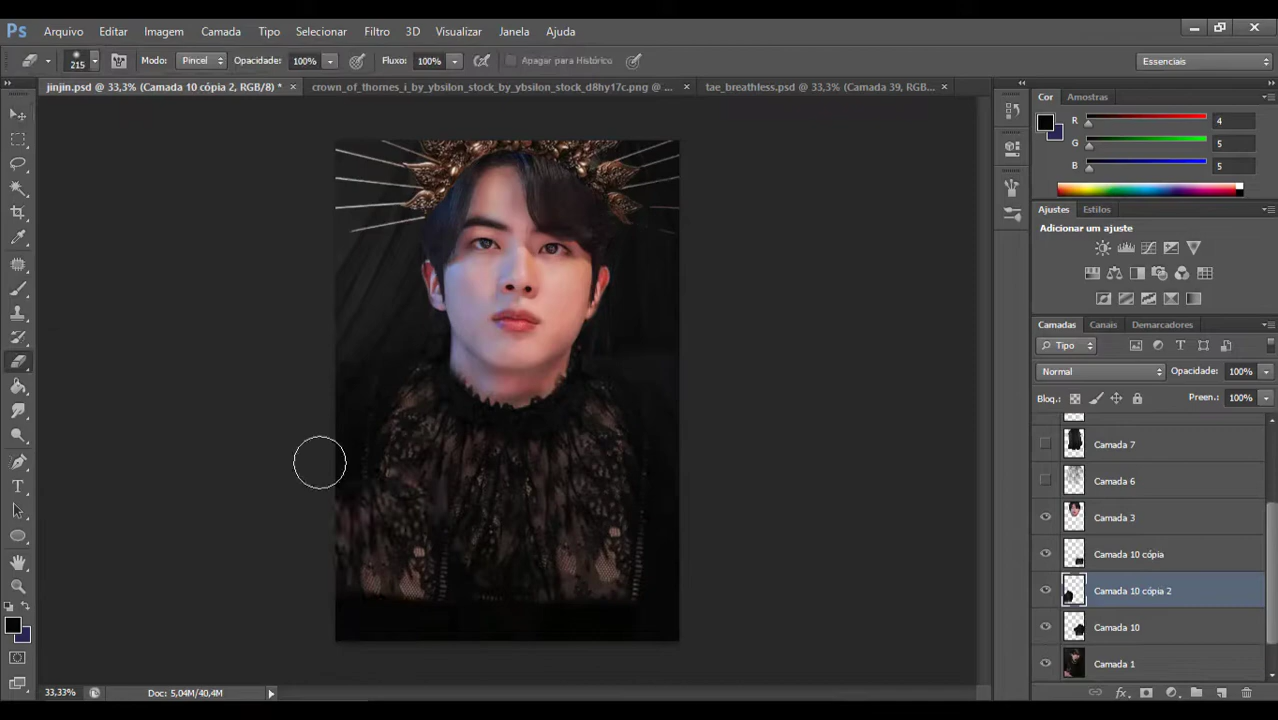 Ps Arquivo Editar Imagem Camada Tipo Selecionar Filtro 3D Visualizar Janela Ajuda
215 Modo: Pincel Opacidade: 100% Fluxo: 100% Apagar para Histórico Essenciais
jinjin.psd @ 33,3% (Camada 10 cópia 2, RGB/8) * × crown_of_thornes_i_by_ybsilon_stock_by_ybsilon_stock_d8hy17c.png @ ... × tae_breathless.psd @ 33,3% (Camada 39, RGB... ×
Cor Amostras
R 4
G 5
B 5
Ajustes Estilos
Adicionar um ajuste
Camadas Canais Demarcadores
Tipo
Normal Opacidade: 100%
Bloq.: Preen.: 100%
Camada 7
Camada 6
Camada 3
Camada 10 cópia
Camada 10 cópia 2
Camada 10
Camada 1
33,33% Doc: 5,04M/40,4M